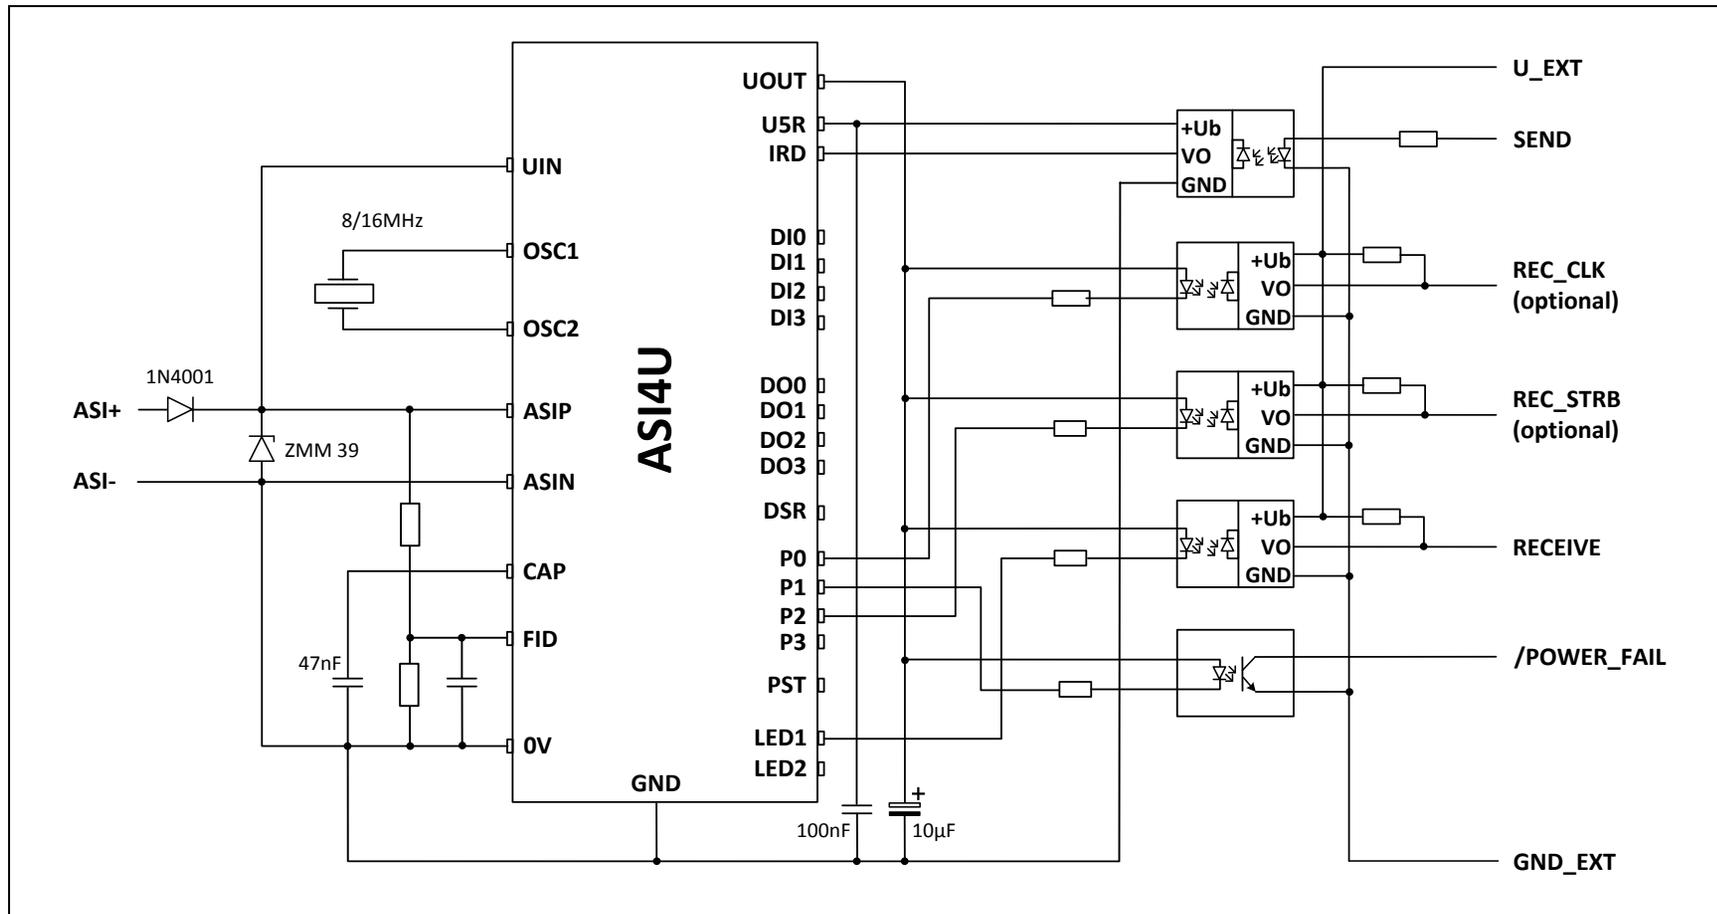 UOUT
U5R
IRD
UIN
8/16MHz
OSC1
OSC2
DI0
DI1
DI2
DI3
1N4001
ASI+
ASIP
ZMM 39
ASI-
ASIN
ASI4U
DO0
DO1
DO2
DO3
DSR
CAP
P0
P1
P2
P3
FID
47nF
PST
0V
LED1
LED2
GND
100nF
+
10µF
+Ub
VO
GND
+Ub
VO
GND
+Ub
VO
GND
+Ub
VO
GND
U_EXT
SEND
REC_CLK
(optional)
REC_STRB
(optional)
RECEIVE
/POWER_FAIL
GND_EXT